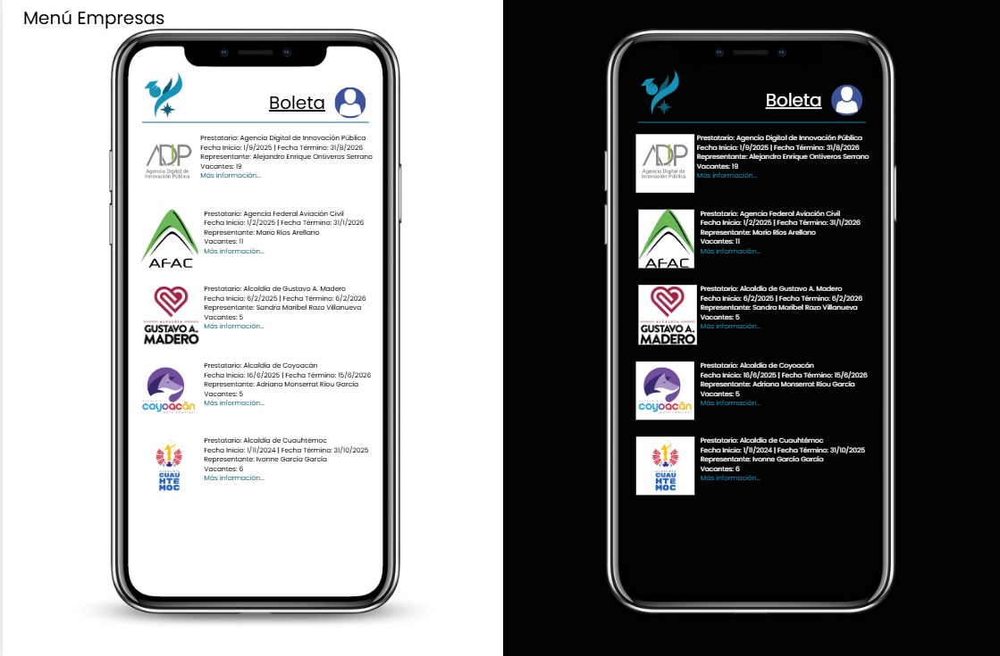 Menú Empresas
Boleta
ADIP
Agencia Digital de
Innovación Pública
Prestatario: Agencia Digital de Innovación Pública
Fecha Inicio: 1/9/2025 | Fecha Término: 31/8/2026
Representante: Alejandro Enrique Ontiveros Serrano
Vacantes: 19
Más información...
AFAC
Prestatario: Agencia Federal Aviación Civil
Fecha Inicio: 1/2/2025 | Fecha Término: 31/1/2026
Representante: Mario Ríos Arellano
Vacantes: 11
Más información...
ALCALDÍA
GUSTAVO A.
MADERO
Prestatario: Alcaldía de Gustavo A. Madero
Fecha Inicio: 6/2/2025 | Fecha Término: 6/2/2026
Representante: Sandra Maribel Razo Villanueva
Vacantes: 5
Más información...
ALCALDÍA
coyoacán
Prestatario: Alcaldía de Coyoacán
Fecha Inicio: 16/6/2025 | Fecha Término: 15/6/2026
Representante: Adriana Monserrat Riou García
Vacantes: 5
Más información...
ALCALDÍA
CUAU
HTE
MOC
Prestatario: Alcaldía de Cuauhtémoc
Fecha Inicio: 1/11/2024 | Fecha Término: 31/10/2025
Representante: Ivonne García García
Vacantes: 6
Más información...
Boleta
ADIP
Agencia Digital de
Innovación Pública
Prestatario: Agencia Digital de Innovación Pública
Fecha Inicio: 1/9/2025 | Fecha Término: 31/8/2026
Representante: Alejandro Enrique Ontiveros Serrano
Vacantes: 19
Más información...
AFAC
Prestatario: Agencia Federal Aviación Civil
Fecha Inicio: 1/2/2025 | Fecha Término: 31/1/2026
Representante: Mario Ríos Arellano
Vacantes: 11
Más información...
ALCALDÍA
GUSTAVO A.
MADERO
Prestatario: Alcaldía de Gustavo A. Madero
Fecha Inicio: 6/2/2025 | Fecha Término: 6/2/2026
Representante: Sandra Maribel Razo Villanueva
Vacantes: 5
Más información...
ALCALDÍA
coyoacán
Prestatario: Alcaldía de Coyoacán
Fecha Inicio: 16/6/2025 | Fecha Término: 15/6/2026
Representante: Adriana Monserrat Riou García
Vacantes: 5
Más información...
ALCALDÍA
CUAU
HTE
MOC
Prestatario: Alcaldía de Cuauhtémoc
Fecha Inicio: 1/11/2024 | Fecha Término: 31/10/2025
Representante: Ivonne García García
Vacantes: 6
Más información...